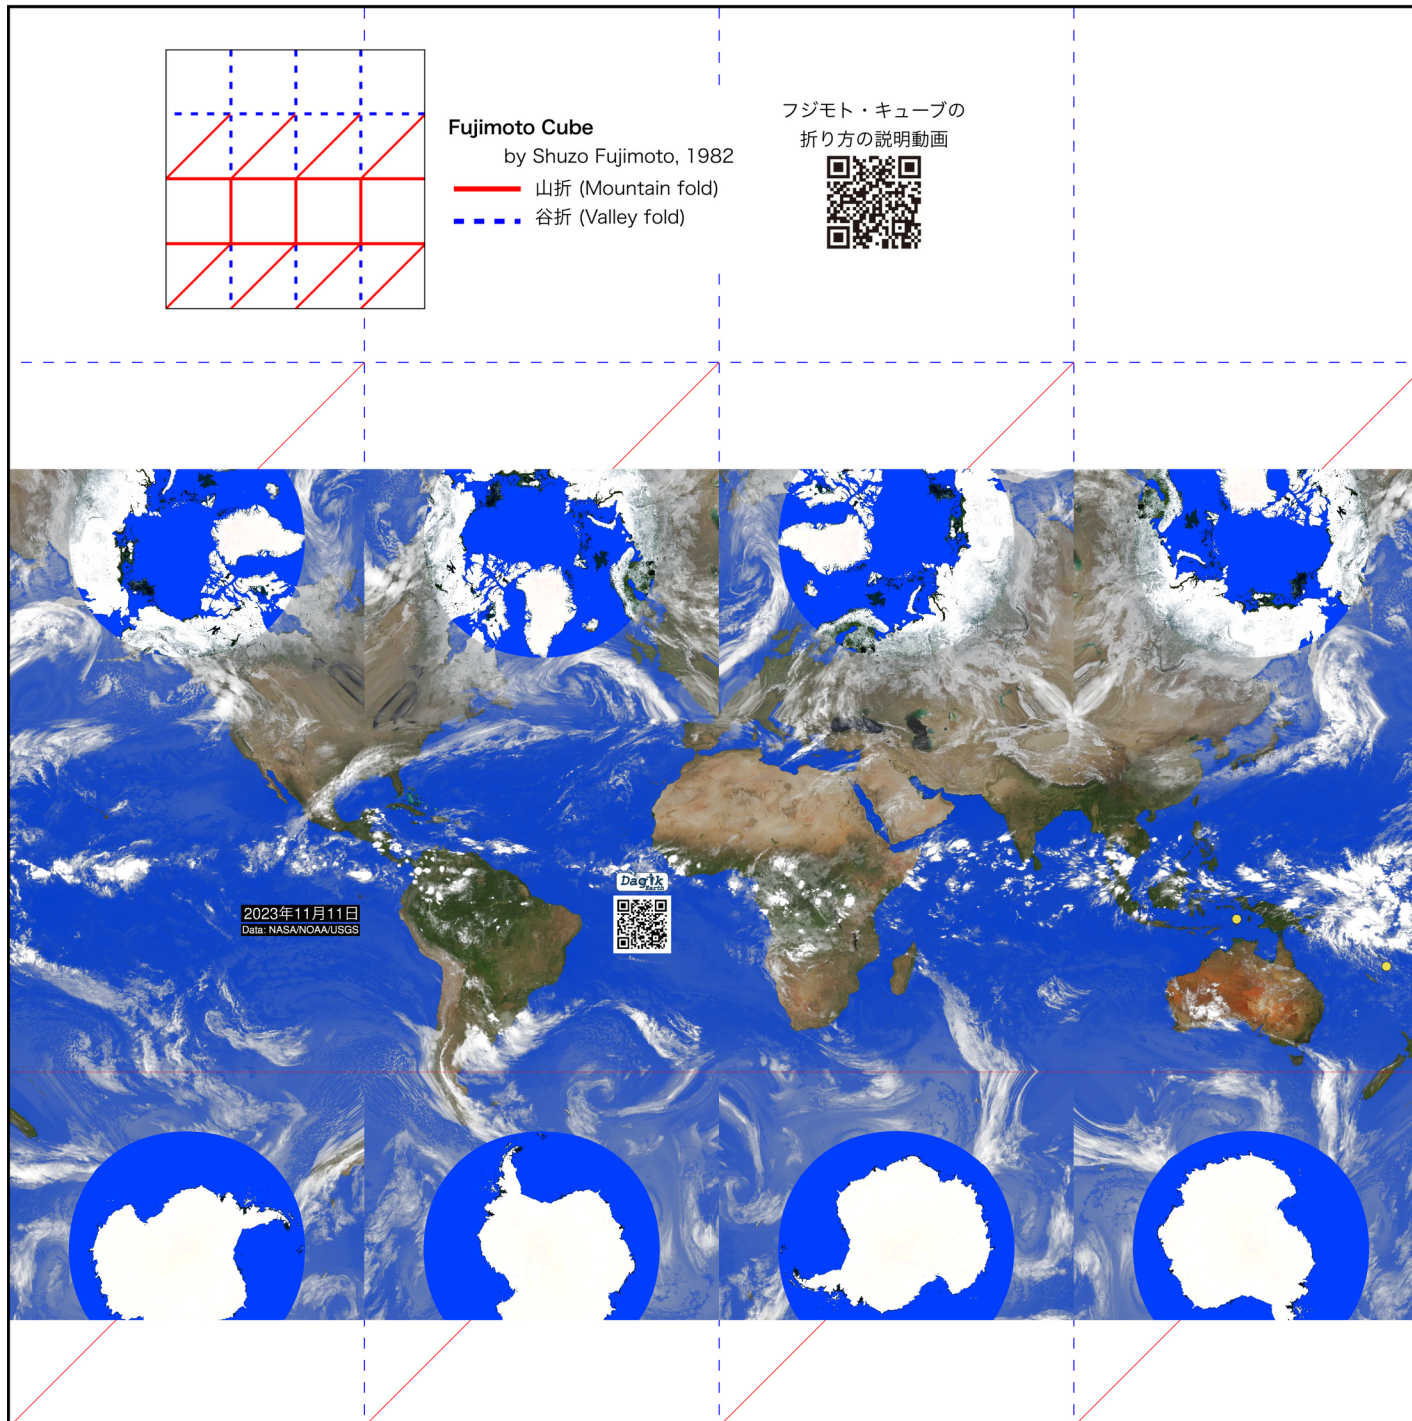 Fujimoto Cube
by Shuzo Fujimoto, 1982
山折 (Mountain fold)
谷折 (Valley fold)
フジモト・キューブの
折り方の説明動画
Dagik
Earth
2023年11月11日
Data: NASA/NOAA/USGS